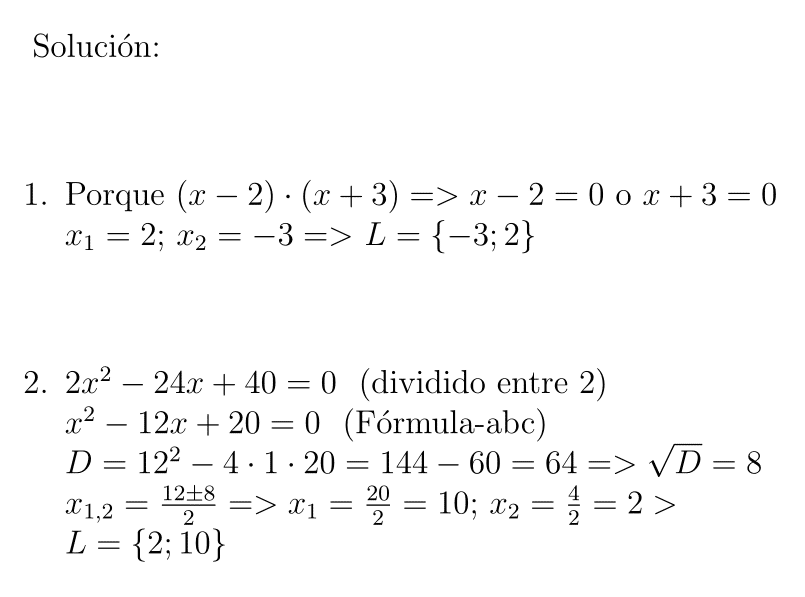 Solución:
1. Porque (x − 2) · (x + 3) => x − 2 = 0 o x + 3 = 0
x₁ = 2; x₂ = −3 => L = {−3; 2}
2. 2x² − 24x + 40 = 0 (dividido entre 2)
x² − 12x + 20 = 0 (Fórmula-abc)
D = 12² − 4 · 1 · 20 = 144 − 60 = 64 => √D = 8
x₁,₂ = (12±8)/2 => x₁ = 20/2 = 10; x₂ = 4/2 = 2 >
L = {2; 10}